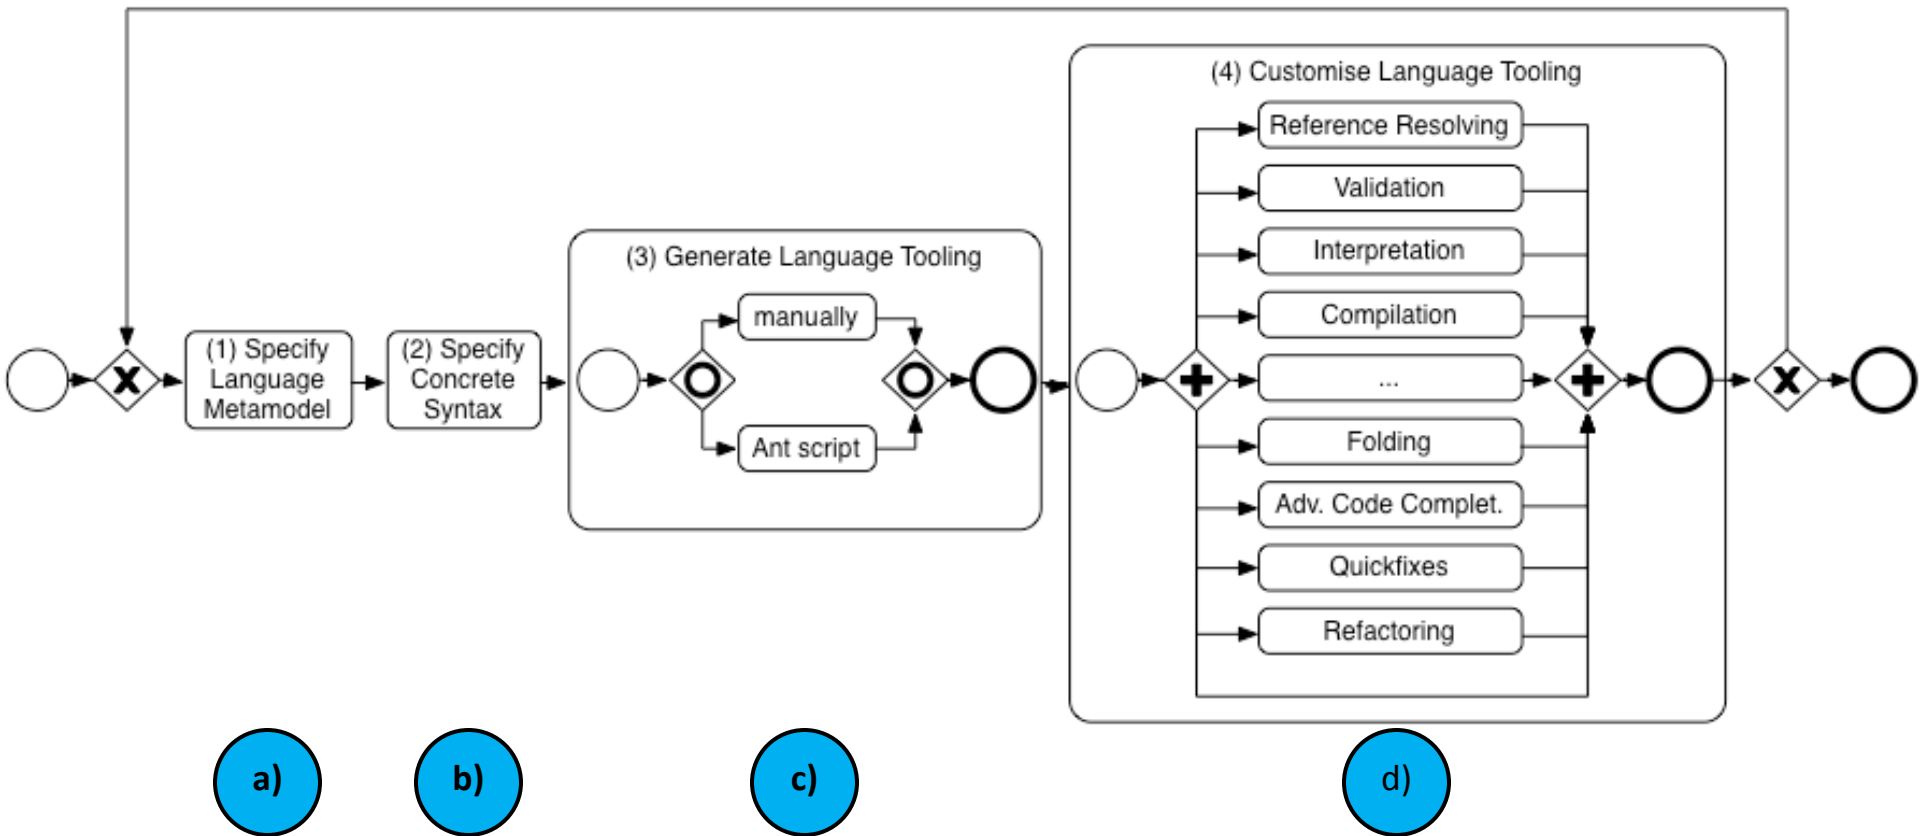 (4) Customise Language Tooling
Reference Resolving
Validation
Interpretation
Compilation
...
Folding
Adv. Code Complet.
Quickfixes
Refactoring
(3) Generate Language Tooling
manually
Ant script
(1) Specify
Language
Metamodel
(2) Specify
Concrete
Syntax
a)
b)
c)
d)